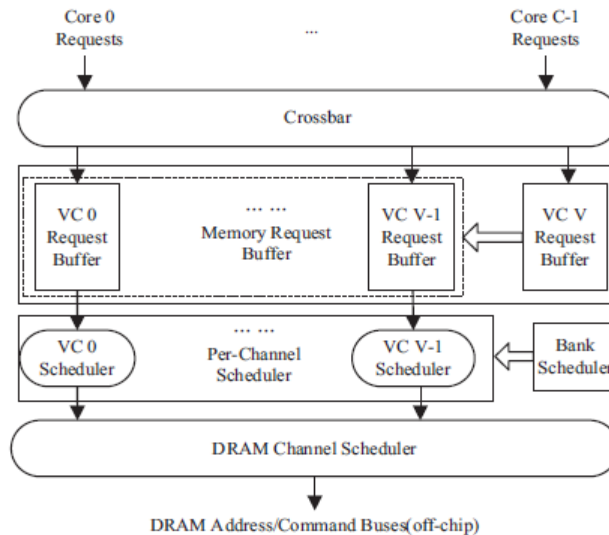 Core 0
Requests
...
Core C-1
Requests
Crossbar
VC 0
Request
Buffer
... ...
Memory Request
Buffer
VC V-1
Request
Buffer
VC V
Request
Buffer
VC 0
Scheduler
... ...
Per-Channel
Scheduler
VC V-1
Scheduler
Bank
Scheduler
DRAM Channel Scheduler
DRAM Address/Command Buses(off-chip)